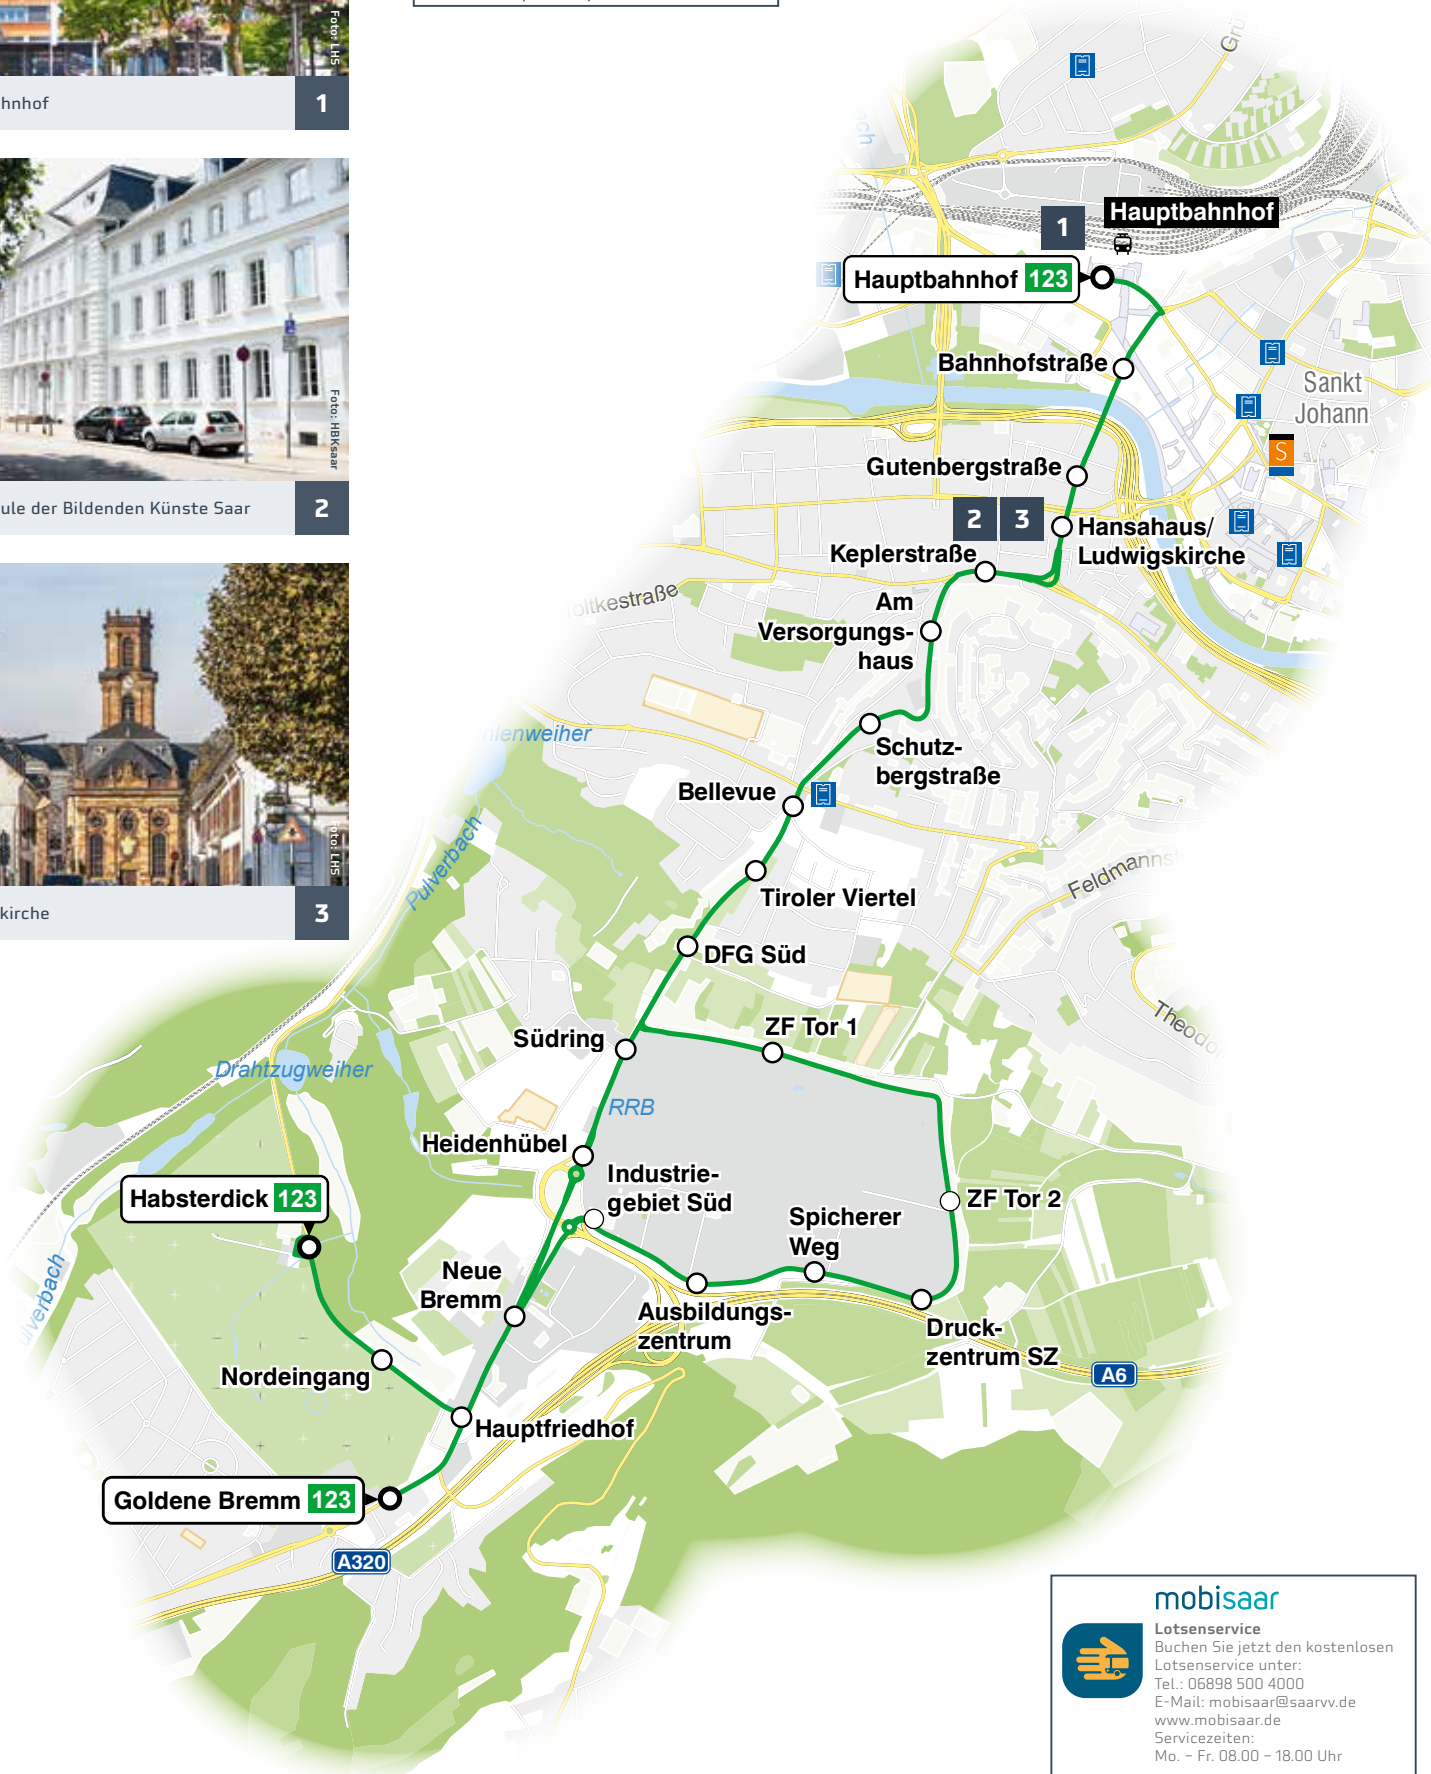 Foto: LHS
hnhof
1
Foto: HBKsaar
ule der Bildenden Künste Saar
2
Foto: LHS
kirche
3
Hauptbahnhof
1
Hauptbahnhof 123
Bahnhofstraße
Sankt
Johann
S
Gutenbergstraße
2 3
Hansahaus/
Ludwigskirche
Keplerstraße
oltkestraße
Am
Versorgungs-
haus
Schutz-
bergstraße
hlenweiher
Bellevue
Pulverbach
Tiroler Viertel
Feldmannst
DFG Süd
Theodo
ZF Tor 1
Südring
Drahtzugweiher
RRB
Heidenhübel
Industrie-
gebiet Süd
Habsterdick 123
ZF Tor 2
Spicherer
Weg
ulverbach
Neue
Bremm
Ausbildungs-
zentrum
Druck-
zentrum SZ
A6
Nordeingang
Hauptfriedhof
Goldene Bremm 123
A320
mobisaar
Lotsenservice
Buchen Sie jetzt den kostenlosen
Lotsenservice unter:
Tel.: 06898 500 4000
E-Mail: mobisaar@saarvv.de
www.mobisaar.de
Servicezeiten:
Mo. – Fr. 08.00 – 18.00 Uhr